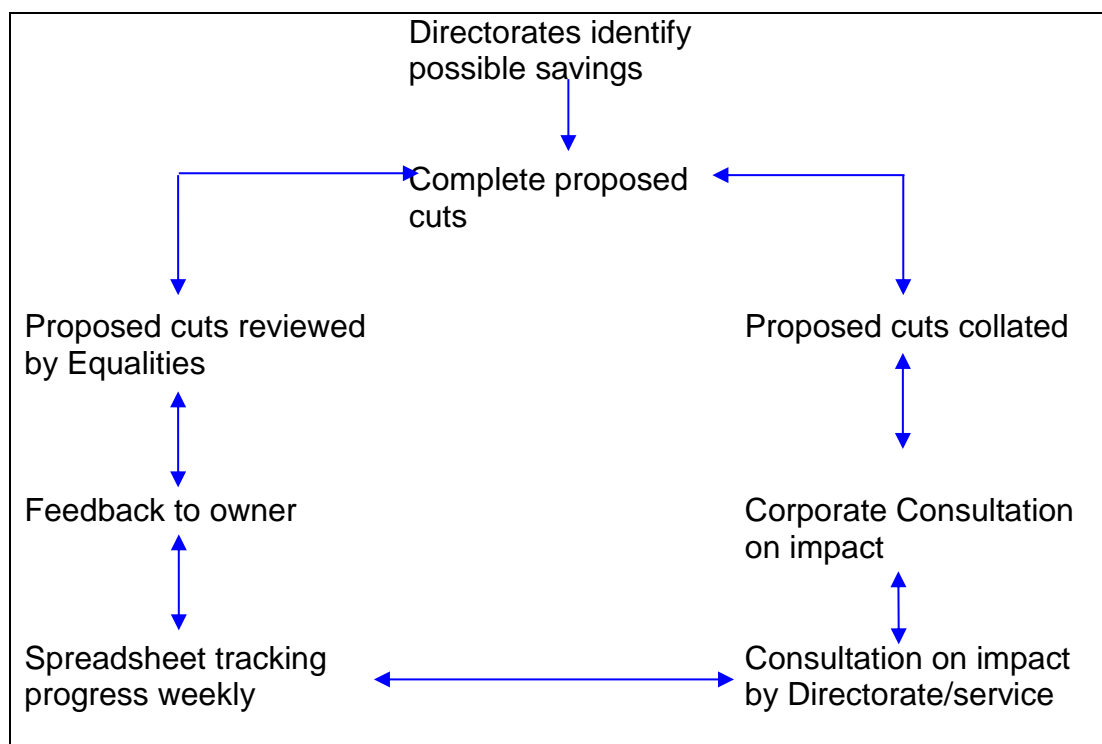 Directorates identify
possible savings
Complete proposed
cuts
Proposed cuts reviewed
by Equalities
Proposed cuts collated
Feedback to owner
Corporate Consultation
on impact
Spreadsheet tracking
progress weekly
Consultation on impact
by Directorate/service